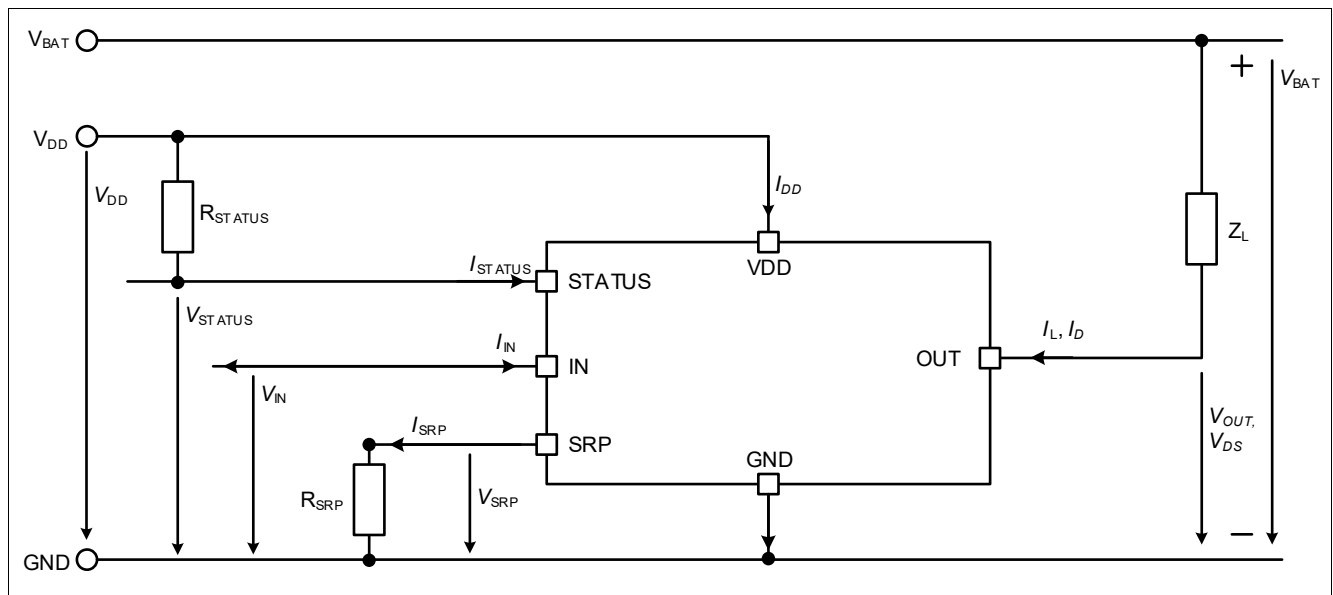 VBAT
+
VBAT
VDD
VDD
RSTATUS
IDD
ZL
ISTATUS
VDD
STATUS
VSTATUS
IIN
IL, ID
OUT
IN
VIN
ISRP
SRP
VOUT,
VDS
GND
RSRP
VSRP
−
GND